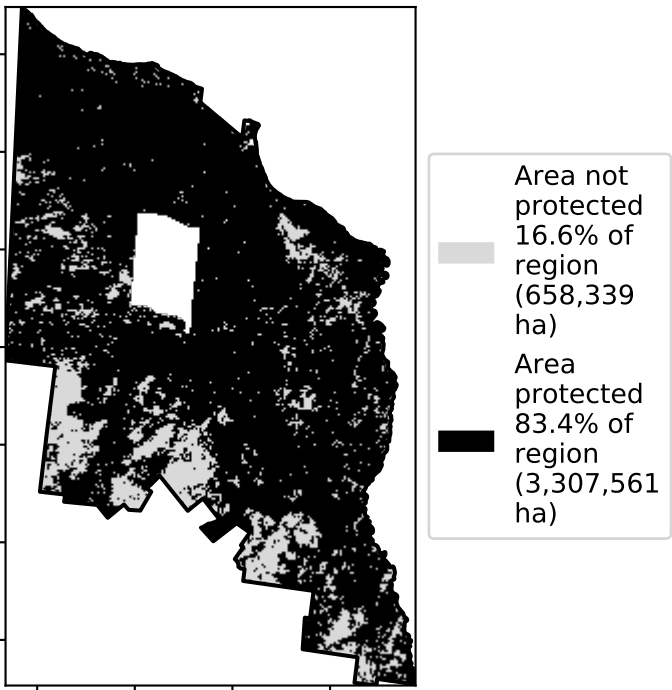 Area not
protected
16.6% of
region
(658,339
ha)
Area
protected
83.4% of
region
(3,307,561
ha)